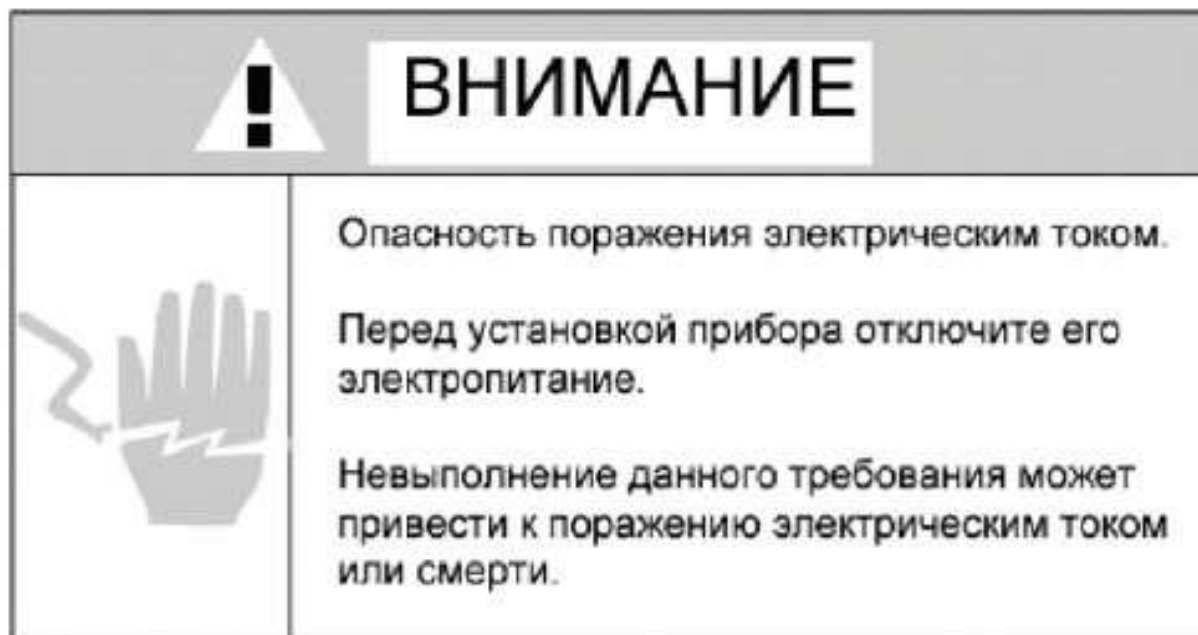 ВНИМАНИЕ
Опасность поражения электрическим током.
Перед установкой прибора отключите его
электропитание.
Невыполнение данного требования может
привести к поражению электрическим током
или смерти.